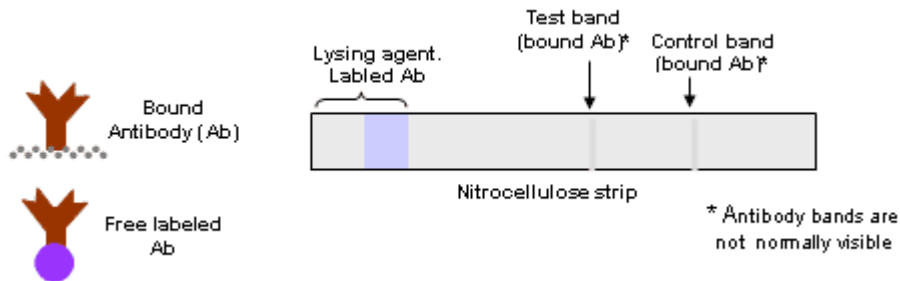 Test band
(bound Ab)*
Control band
(bound Ab)*
Lysing agent.
Labled Ab
Bound
Antibody (Ab)
Nitrocellulose strip
Free labeled
Ab
* Antibody bands are
not normally visible